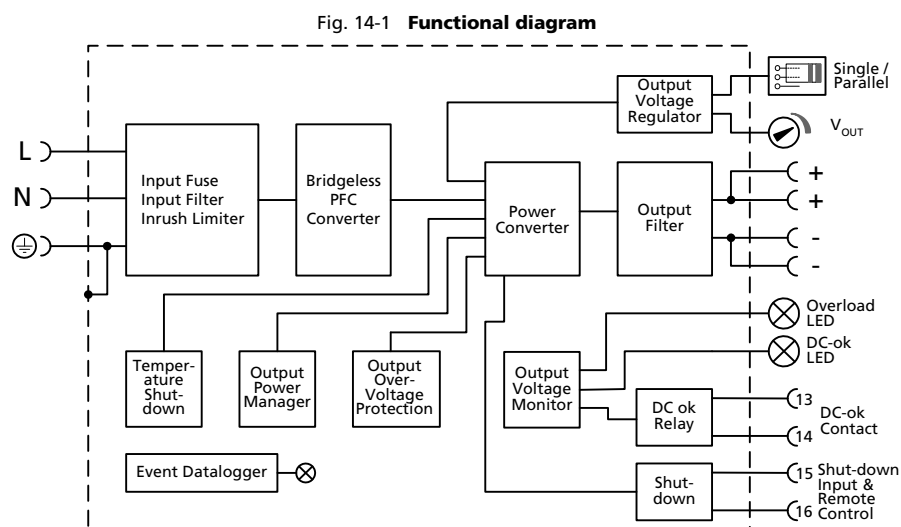 Fig. 14-1 Functional diagram
Output
Voltage
Regulator
Single /
Parallel
VOUT
L
N
Input Fuse
Input Filter
Inrush Limiter
Bridgeless
PFC
Converter
Power
Converter
Output
Filter
+
+
-
-
Temper-
ature
Shut-
down
Output
Power
Manager
Output
Over-
Voltage
Protection
Output
Voltage
Monitor
Overload
LED
DC-ok
LED
DC ok
Relay
13
14
DC-ok
Contact
Event Datalogger
Shut-
down
15
16
Shut-down
Input &
Remote
Control